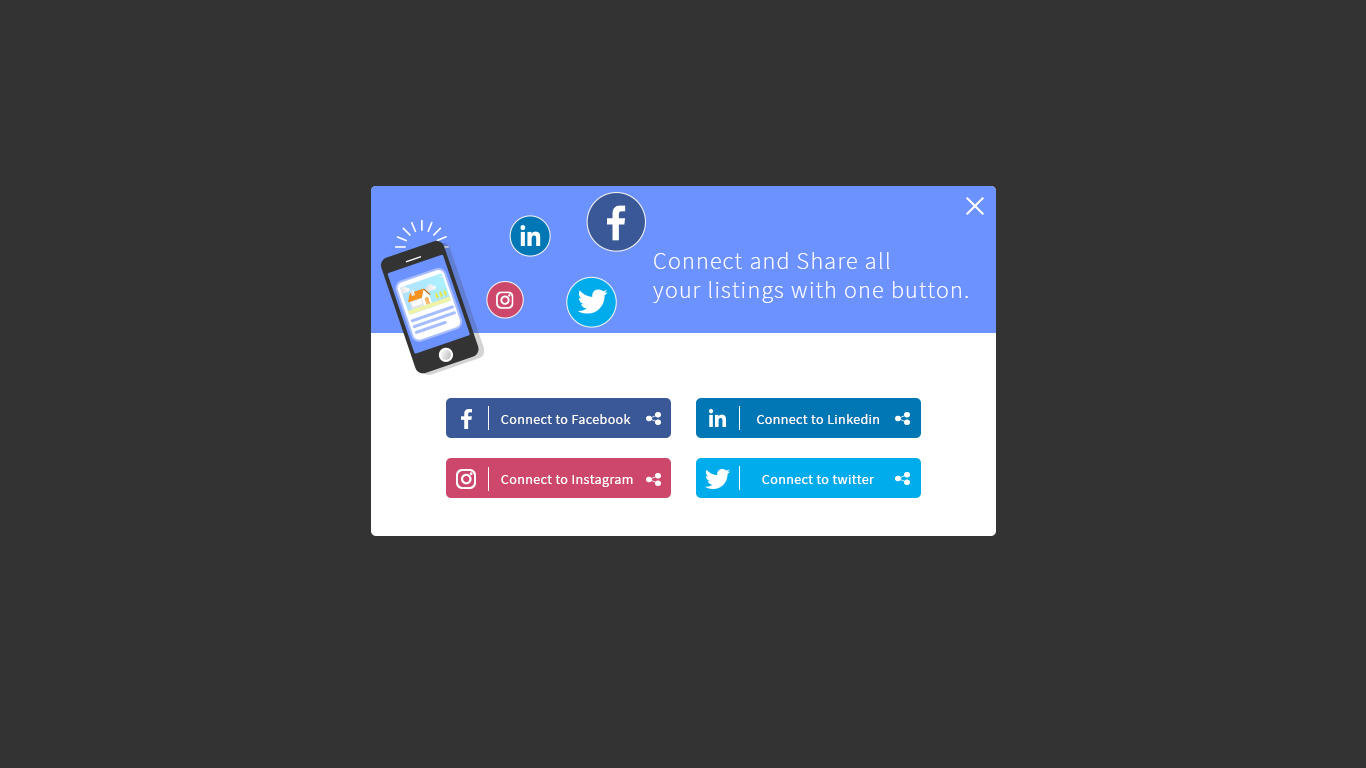 Connect and Share all
your listings with one button.
Connect to Facebook
Connect to Linkedin
Connect to Instagram
Connect to twitter